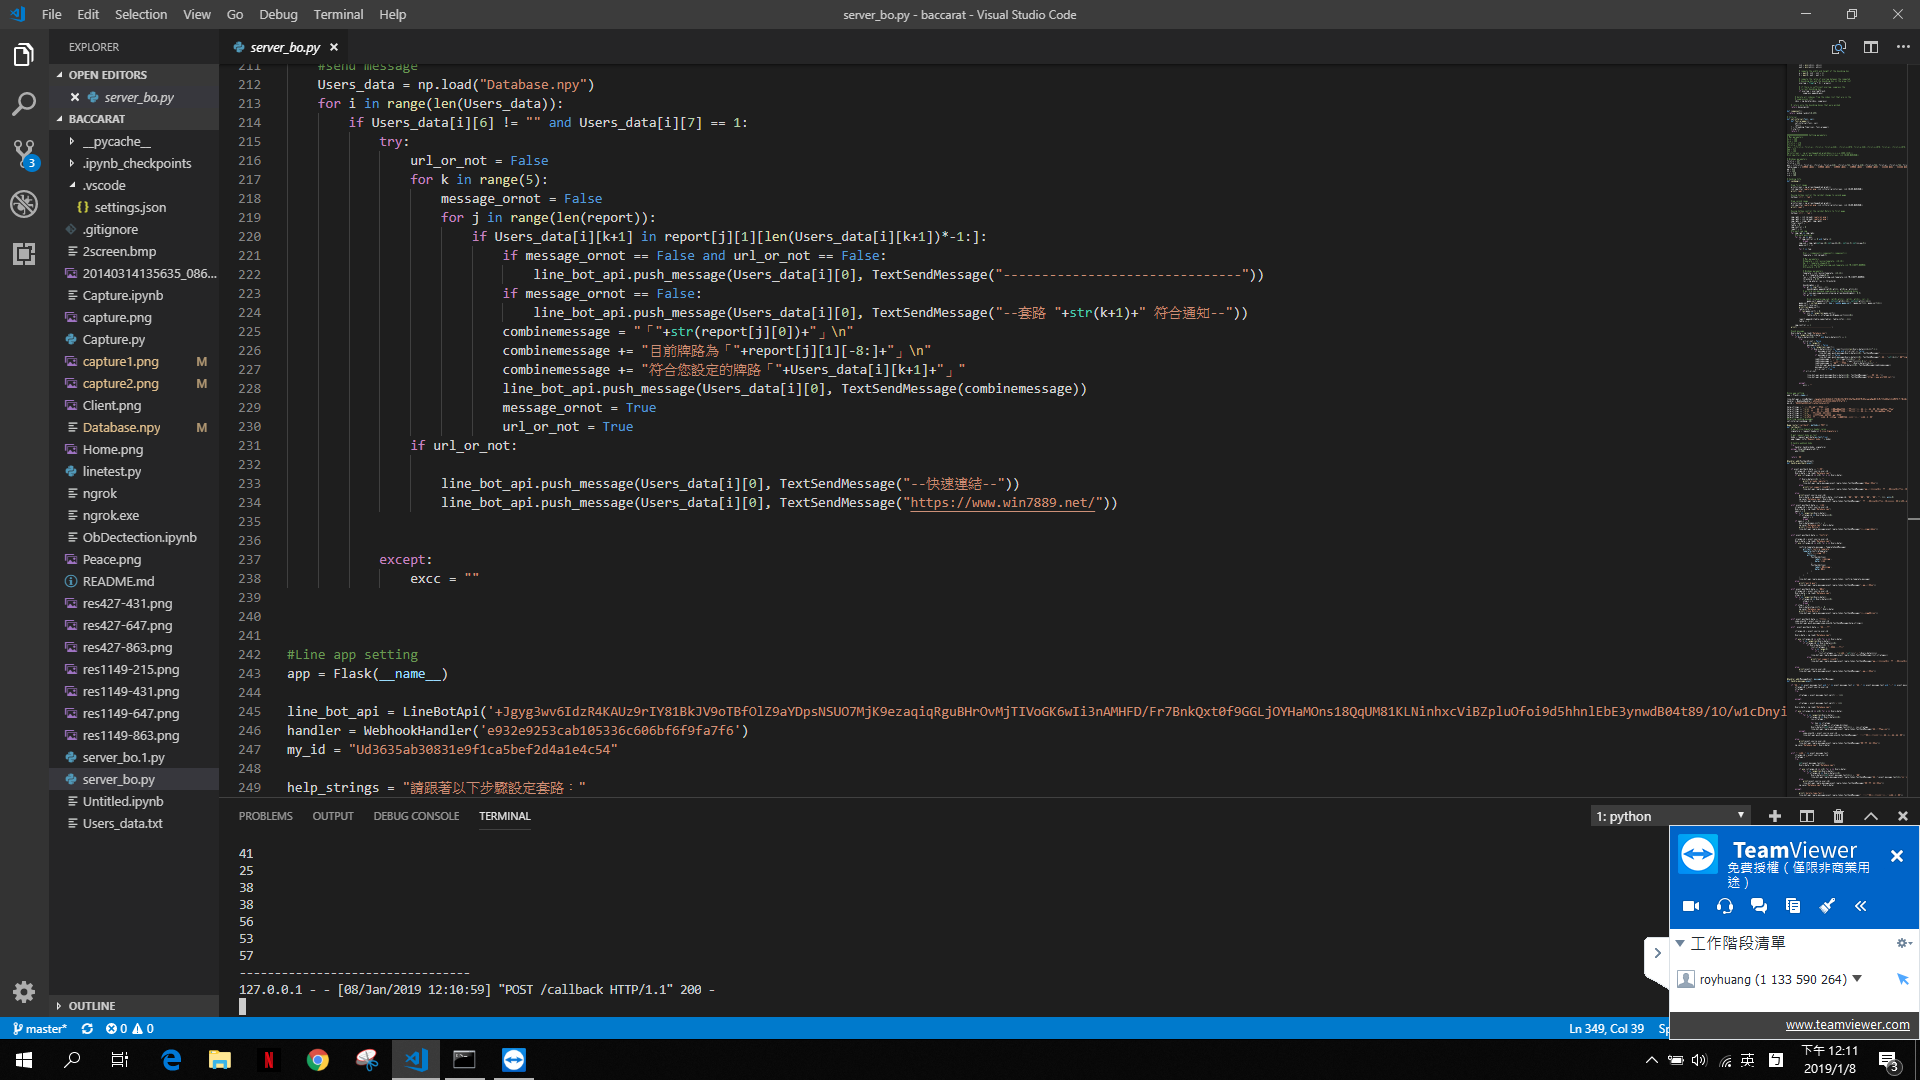 File Edit Selection View Go Debug Terminal Help
server_bo.py - baccarat - Visual Studio Code
EXPLORER
server_bo.py
OPEN EDITORS
server_bo.py
BACCARAT
__pycache__
.ipynb_checkpoints
.vscode
settings.json
.gitignore
2screen.bmp
20140314135635_086...
Capture.ipynb
capture.png
Capture.py
capture1.png M
capture2.png M
Client.png
Database.npy M
Home.png
linetest.py
ngrok
ngrok.exe
ObDectection.ipynb
Peace.png
README.md
res427-431.png
res427-647.png
res427-863.png
res1149-215.png
res1149-431.png
res1149-647.png
res1149-863.png
server_bo.1.py
server_bo.py
Untitled.ipynb
Users_data.txt
OUTLINE
211 #send message
212 Users_data = np.load("Database.npy")
213 for i in range(len(Users_data)):
214 if Users_data[i][6] != "" and Users_data[i][7] == 1:
215 try:
216 url_or_not = False
217 for k in range(5):
218 message_ornot = False
219 for j in range(len(report)):
220 if Users_data[i][k+1] in report[j][1][len(Users_data[i][k+1])*-1:]:
221 if message_ornot == False and url_or_not == False:
222 line_bot_api.push_message(Users_data[i][0], TextSendMessage("-------------------------------"))
223 if message_ornot == False:
224 line_bot_api.push_message(Users_data[i][0], TextSendMessage("--套路 "+str(k+1)+" 符合通知--"))
225 combinemessage = "「"+str(report[j][0])+"」\n"
226 combinemessage += "目前牌路為「"+report[j][1][-8:]+"」\n"
227 combinemessage += "符合您設定的牌路「"+Users_data[i][k+1]+"」"
228 line_bot_api.push_message(Users_data[i][0], TextSendMessage(combinemessage))
229 message_ornot = True
230 url_or_not = True
231 if url_or_not:
232
233 line_bot_api.push_message(Users_data[i][0], TextSendMessage("--快速連結--"))
234 line_bot_api.push_message(Users_data[i][0], TextSendMessage("https://www.win7889.net/"))
235
236
237 except:
238 excc = ""
239
240
241
242 #Line app setting
243 app = Flask(__name__)
244
245 line_bot_api = LineBotApi('+Jgyg3wv6IdzR4KAUz9rIY81BkJV9oTBfOlZ9aYDpsNSUO7MjK9ezaqiqRguBHrOvMjTIVoGK6wIi3nAMHFD/Fr7BnkQxt0f9GGLjOYHaMOns18QqUM81KLNinhxcViBZpluOfoi9d5hhnlEbE3ynwdB04t89/1O/w1cDnyi
246 handler = WebhookHandler('e932e9253cab105336c606bf6f9fa7f6')
247 my_id = "Ud3635ab30831e9f1ca5bef2d4a1e4c54"
248
249 help_strings = "請跟著以下步驟設定套路："
PROBLEMS OUTPUT DEBUG CONSOLE TERMINAL
1: python
41
25
38
38
56
53
57
---------------------------------
127.0.0.1 - - [08/Jan/2019 12:10:59] "POST /callback HTTP/1.1" 200 -
TeamViewer
免費授權（僅限非商業用
途）
工作階段清單
royhuang (1 133 590 264)
www.teamviewer.com
3
master* 0 0
Ln 349, Col 39 Sp
英
下午 12:11
2019/1/8
3